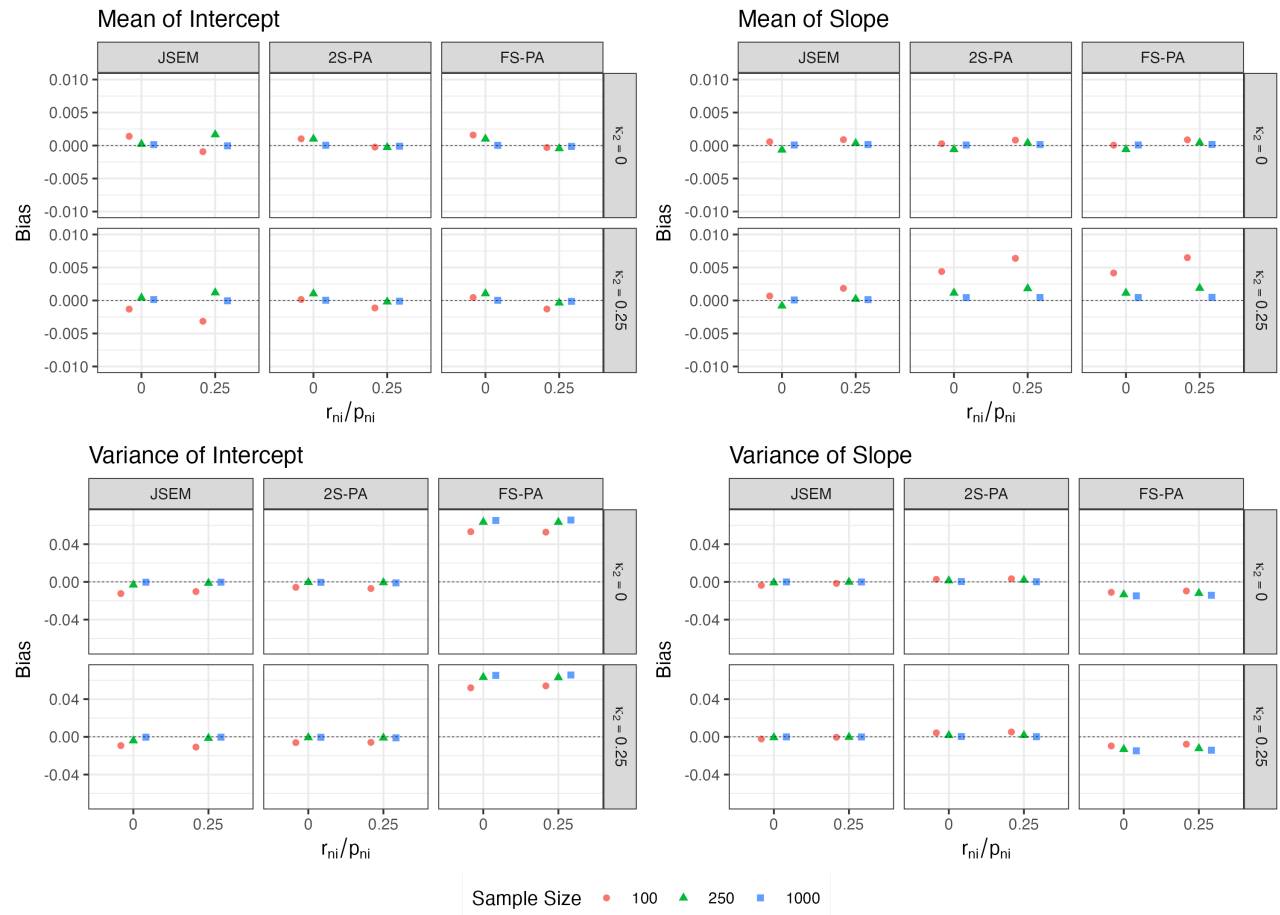 Mean of Intercept
JSEM 2S-PA FS-PA
0.010
0.005
0.000
-0.005
-0.010
κ₂ = 0
0.010
0.005
0.000
-0.005
-0.010
κ₂ = 0.25
Bias
0 0.25 0 0.25 0 0.25
rₙᵢ/pₙᵢ
Mean of Slope
JSEM 2S-PA FS-PA
0.010
0.005
0.000
-0.005
-0.010
κ₂ = 0
0.010
0.005
0.000
-0.005
-0.010
κ₂ = 0.25
Bias
0 0.25 0 0.25 0 0.25
rₙᵢ/pₙᵢ
Variance of Intercept
JSEM 2S-PA FS-PA
0.04
0.00
-0.04
κ₂ = 0
0.04
0.00
-0.04
κ₂ = 0.25
Bias
0 0.25 0 0.25 0 0.25
rₙᵢ/pₙᵢ
Variance of Slope
JSEM 2S-PA FS-PA
0.04
0.00
-0.04
κ₂ = 0
0.04
0.00
-0.04
κ₂ = 0.25
Bias
0 0.25 0 0.25 0 0.25
rₙᵢ/pₙᵢ
Sample Size 100 250 1000